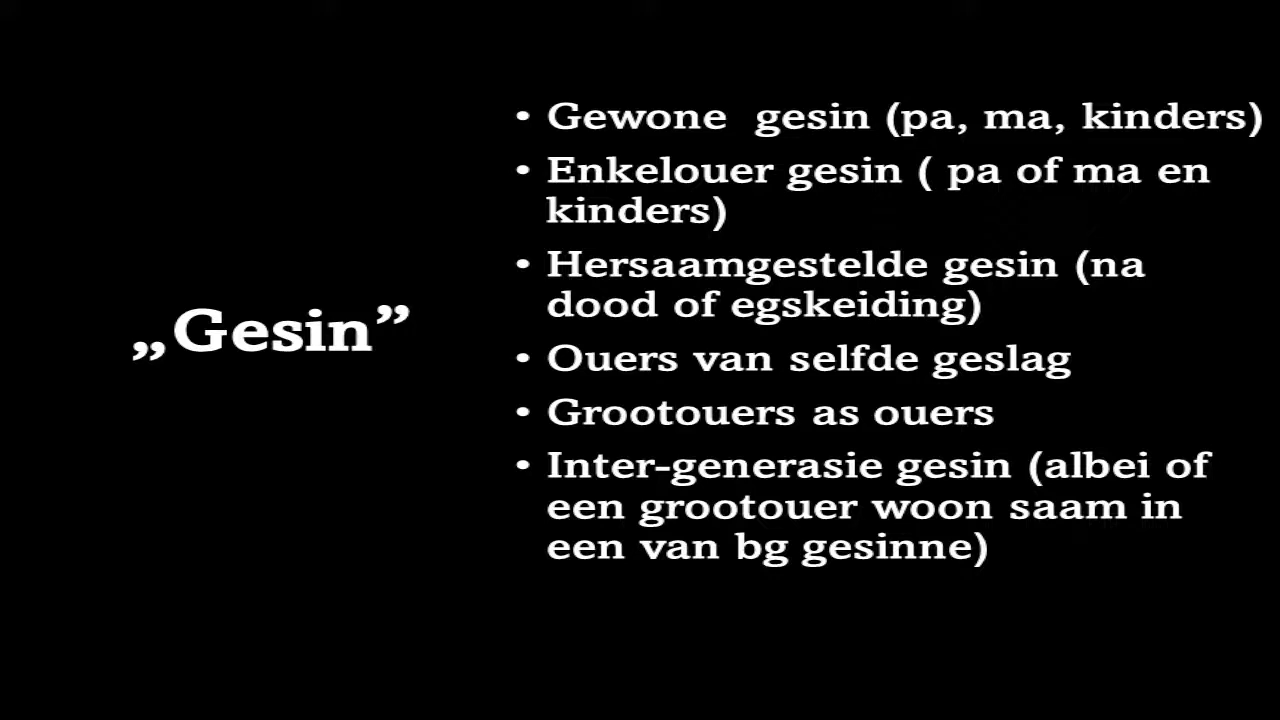 „Gesin”
• Gewone  gesin (pa, ma, kinders)
• Enkelouer gesin ( pa of ma en
kinders)
• Hersaamgestelde gesin (na
dood of egskeiding)
• Ouers van selfde geslag
• Grootouers as ouers
• Inter-generasie gesin (albei of
een grootouer woon saam in
een van bg gesinne)